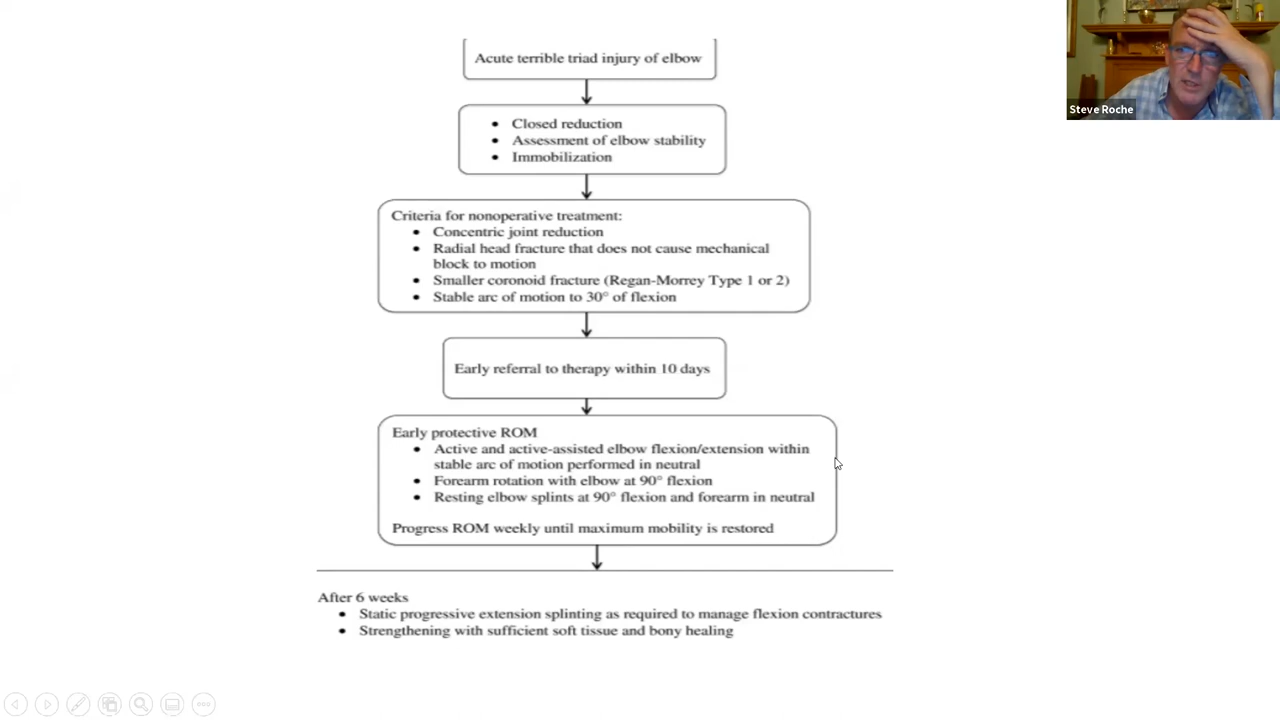 Acute terrible triad injury of elbow
• Closed reduction
• Assessment of elbow stability
• Immobilization
Criteria for nonoperative treatment:
• Concentric joint reduction
• Radial head fracture that does not cause mechanical
block to motion
• Smaller coronoid fracture (Regan-Morrey Type 1 or 2)
• Stable arc of motion to 30° of flexion
Early referral to therapy within 10 days
Early protective ROM
• Active and active-assisted elbow flexion/extension within
stable arc of motion performed in neutral
• Forearm rotation with elbow at 90° flexion
• Resting elbow splints at 90° flexion and forearm in neutral
Progress ROM weekly until maximum mobility is restored
After 6 weeks
• Static progressive extension splinting as required to manage flexion contractures
• Strengthening with sufficient soft tissue and bony healing
Steve Roche